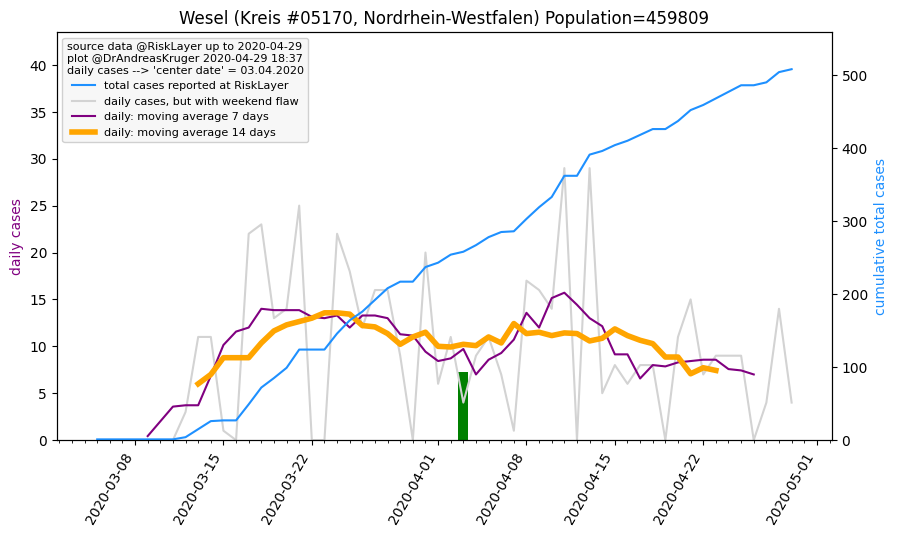 Wesel (Kreis #05170, Nordrhein-Westfalen) Population=459809
source data @RiskLayer up to 2020-04-29
plot @DrAndreasKruger 2020-04-29 18:37
daily cases --> 'center date' = 03.04.2020
total cases reported at RiskLayer
daily cases, but with weekend flaw
daily: moving average 7 days
daily: moving average 14 days
daily cases
40
35
30
25
20
15
10
5
0
cumulative total cases
500
400
300
200
100
0
2020-03-08
2020-03-15
2020-03-22
2020-04-01
2020-04-08
2020-04-15
2020-04-22
2020-05-01